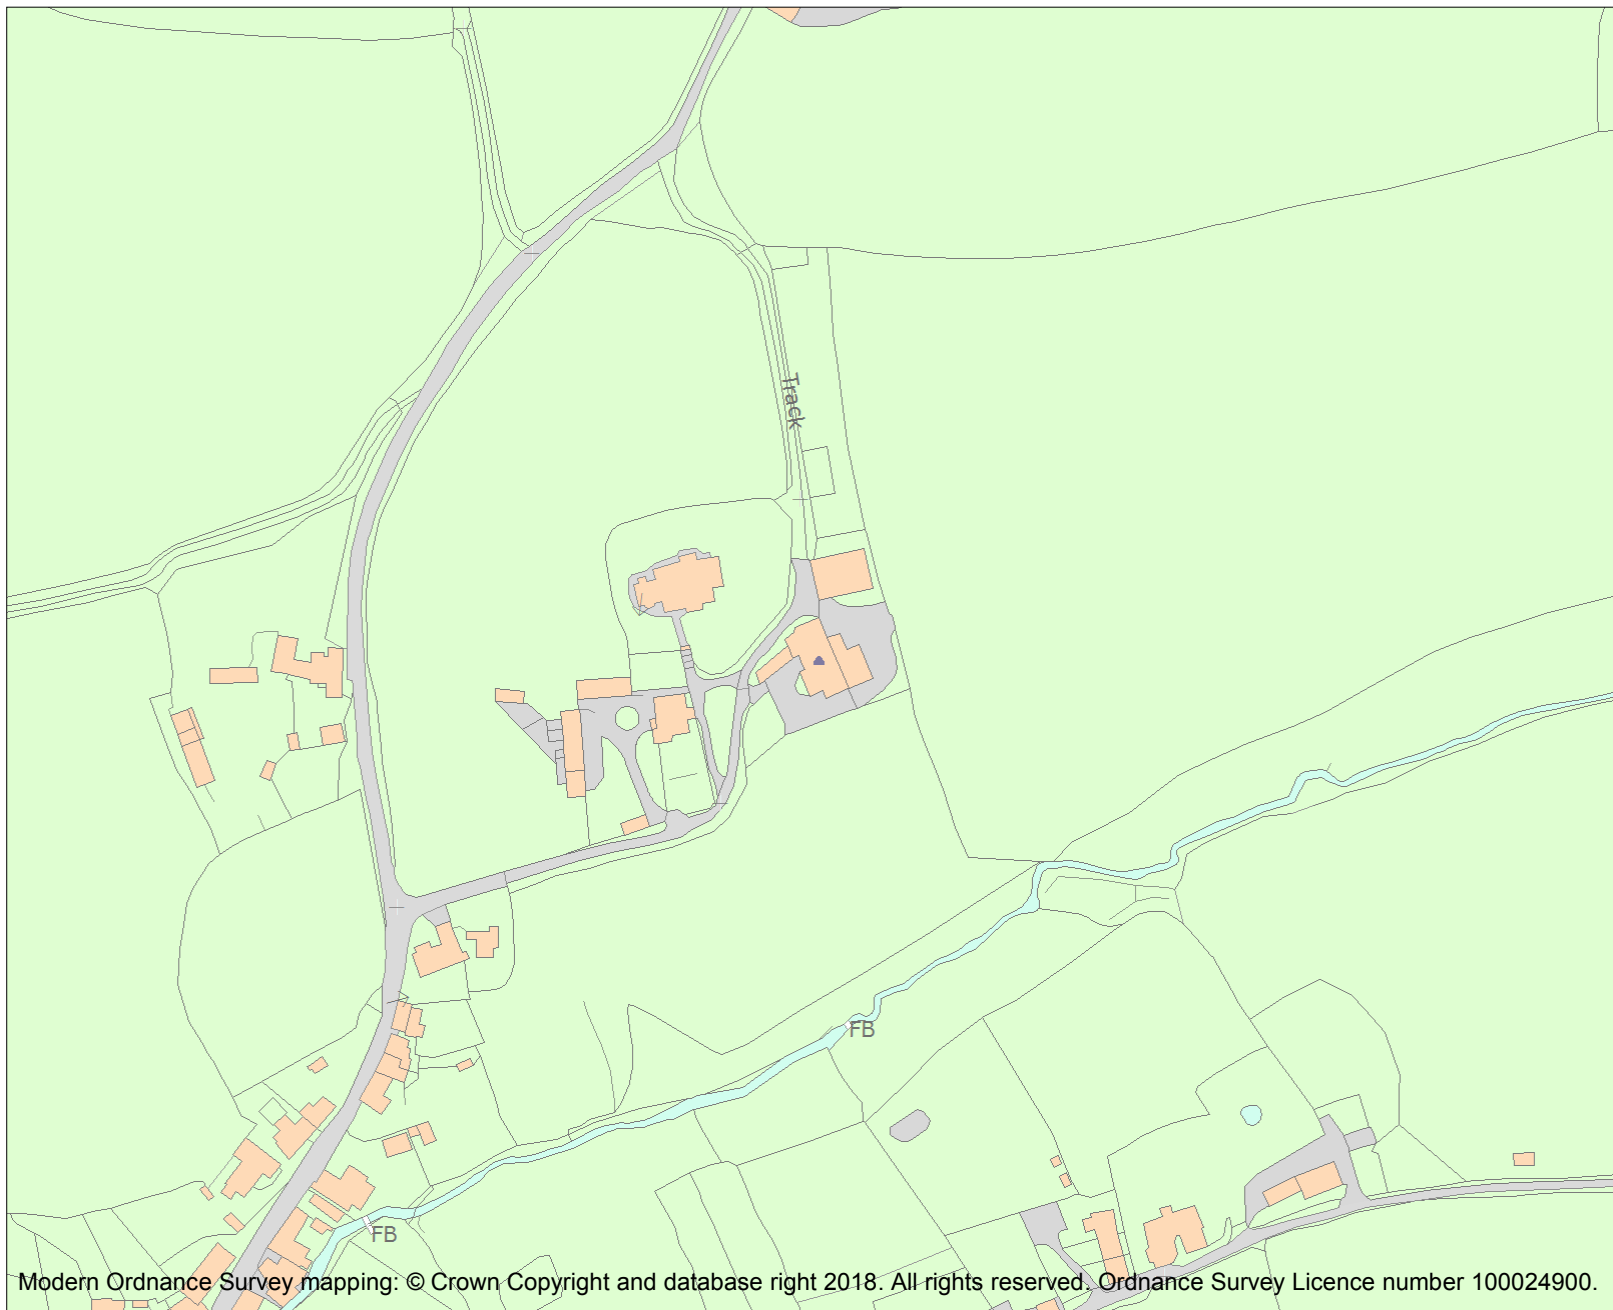 Track
FB
FB
Modern Ordnance Survey mapping: © Crown Copyright and database right 2018. All rights reserved. Ordnance Survey Licence number 100024900.